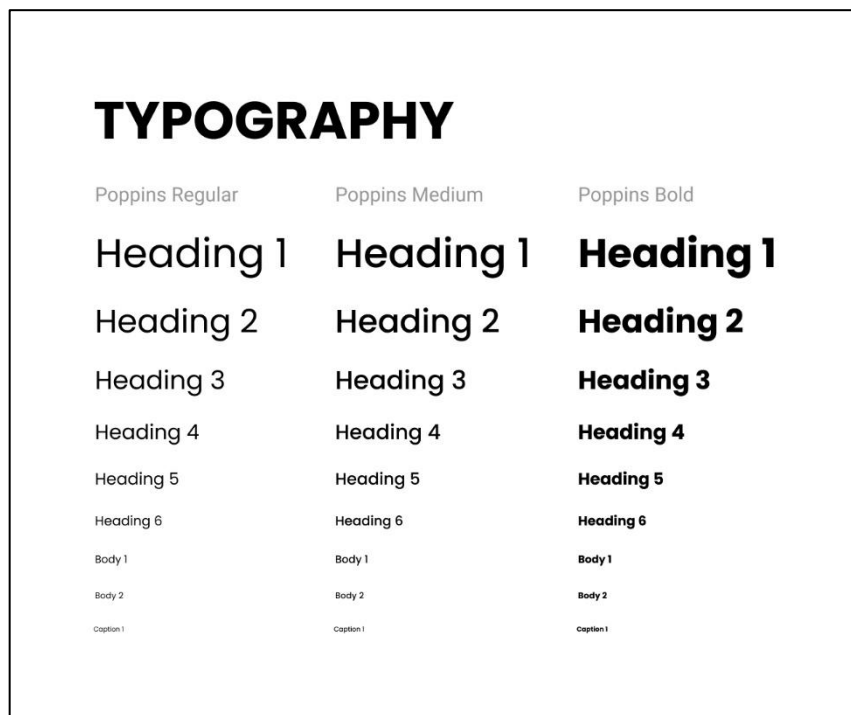 TYPOGRAPHY
Poppins Regular Poppins Medium Poppins Bold
Heading 1 Heading 1 Heading 1
Heading 2 Heading 2 Heading 2
Heading 3 Heading 3 Heading 3
Heading 4 Heading 4 Heading 4
Heading 5 Heading 5 Heading 5
Heading 6 Heading 6 Heading 6
Body 1 Body 1 Body 1
Body 2 Body 2 Body 2
Caption 1 Caption 1 Caption 1